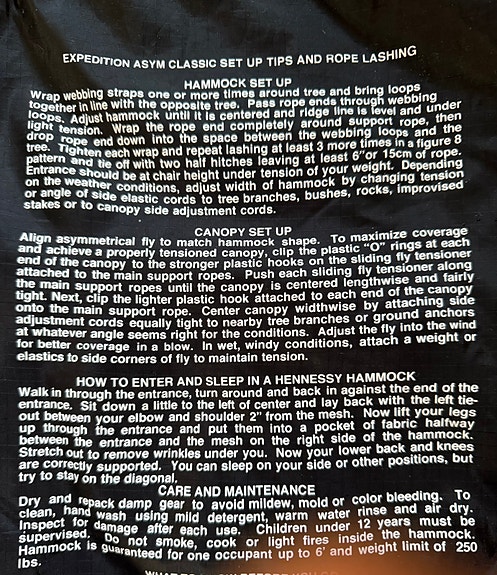 EXPEDITION ASYM CLASSIC SET UP TIPS AND ROPE LASHING
HAMMOCK SET UP
Wrap webbing straps one or more times around tree and bring loops
together in line with the opposite tree. Pass rope ends through webbing
loops. Adjust hammock until it is centered and ridge line is level and under
light tension. Wrap the rope end completely around support rope, then
drop rope end down into the space between the webbing loops and the
tree. Tighten each wrap and repeat lashing at least 3 more times in a figure 8
pattern and tie off with two half hitches leaving at least 6"or 15cm of rope.
Entrance should be at chair height under tension of your weight. Depending
on the weather conditions, adjust width of hammock by changing tension
or angle of side elastic cords to tree branches, bushes, rocks, improvised
stakes or to canopy side adjustment cords.
CANOPY SET UP
Align asymmetrical fly to match hammock shape. To maximize coverage
and achieve a properly tensioned canopy, clip the plastic "O" rings at each
end of the canopy to the stronger plastic hooks on the sliding fly tensioner
attached to the main support ropes. Push each sliding fly tensioner along
the main support ropes until the canopy is centered lengthwise and fairly
tight. Next, clip the lighter plastic hook attached to each end of the canopy
onto the main support rope. Center canopy widthwise by attaching side
adjustment cords equally tight to nearby tree branches or ground anchors
at whatever angle seems right for the conditions. Adjust the fly into the wind
for better coverage in a blow. In wet, windy conditions, attach a weight or
elastics to side corners of fly to maintain tension.
HOW TO ENTER AND SLEEP IN A HENNESSY HAMMOCK
Walk in through the entrance, turn around and back in against the end of the
entrance. Sit down a little to the left of center and lay back with the left tie-
out between your elbow and shoulder 2" from the mesh. Now lift your legs
up through the entrance and put them into a pocket of fabric halfway
between the entrance and the mesh on the right side of the hammock.
Stretch out to remove wrinkles under you. Now your lower back and knees
are correctly supported. You can sleep on your side or other positions, but
try to stay on the diagonal.
CARE AND MAINTENANCE
Dry and repack damp gear to avoid mildew, mold or color bleeding. To
clean, hand wash using mild detergent, warm water rinse and air dry.
Inspect for damage after each use. Children under 12 years must be
supervised. Do not smoke, cook or light fires inside the hammock.
Hammock is guaranteed for one occupant up to 6' and weight limit of 250
lbs.